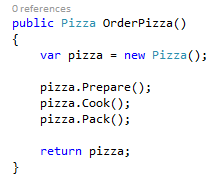 0 references
public Pizza OrderPizza()
{
    var pizza = new Pizza();

    pizza.Prepare();
    pizza.Cook();
    pizza.Pack();

    return pizza;
}